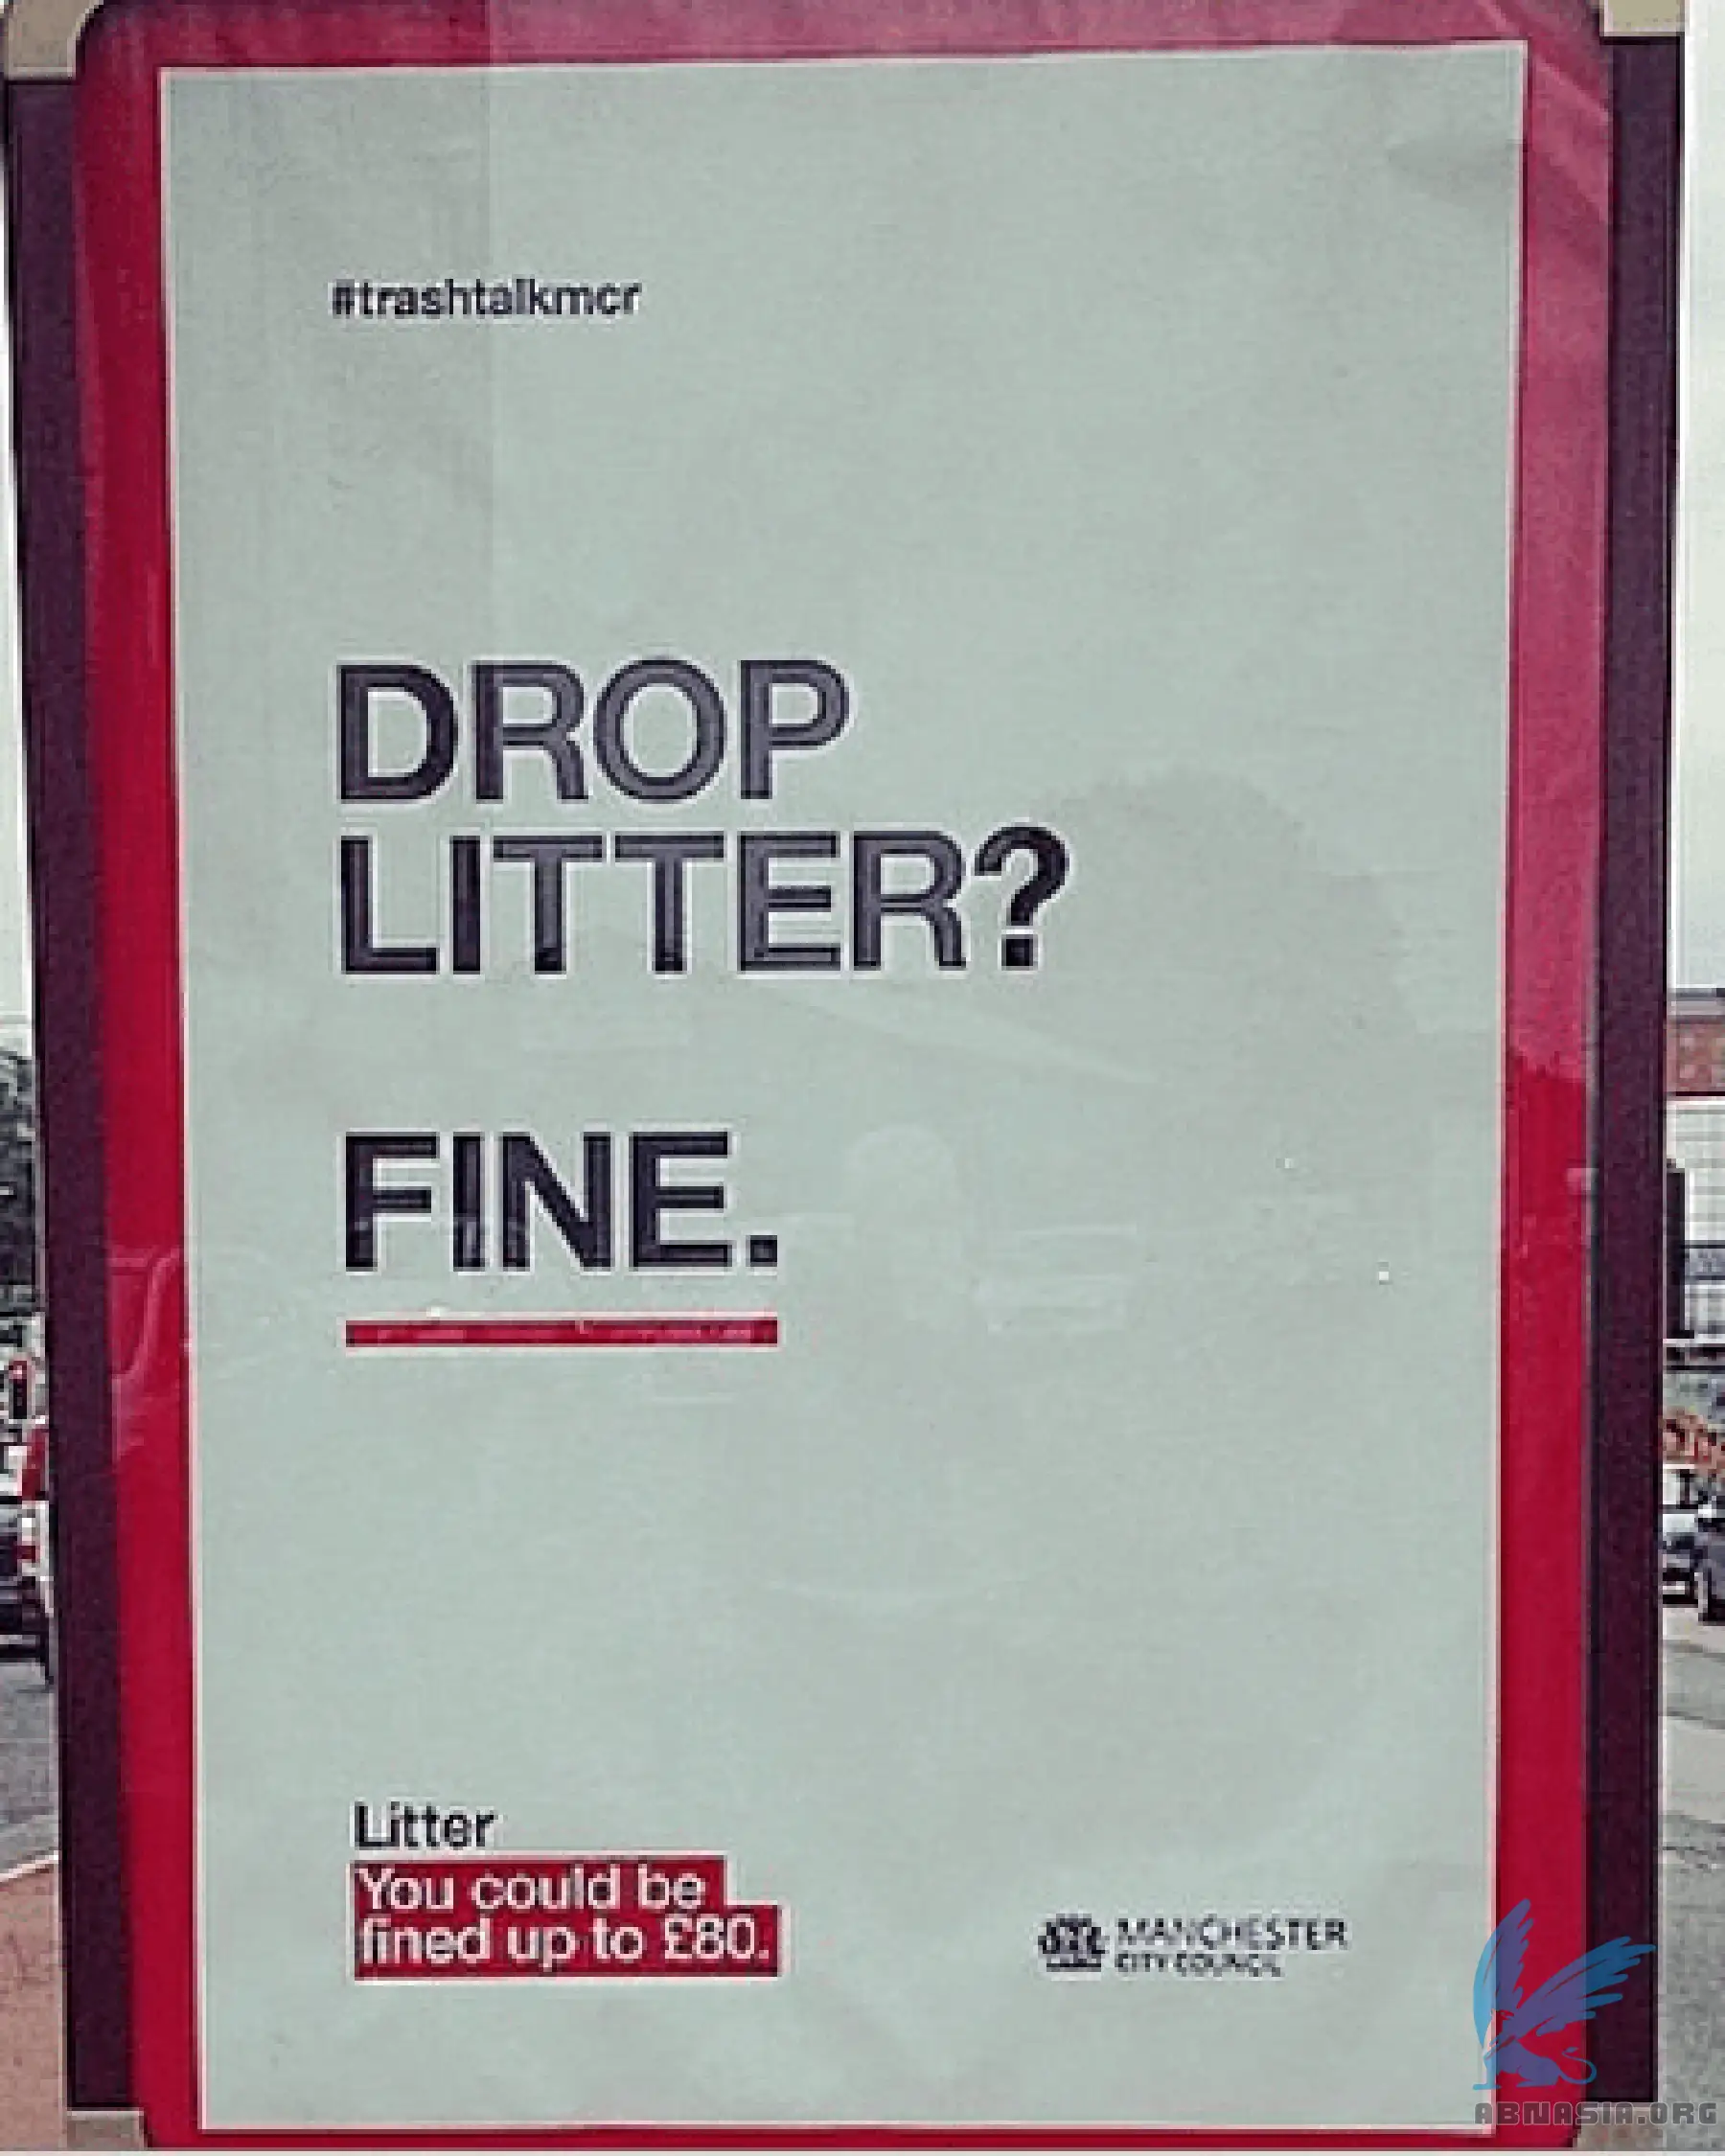 #trashtalkmcr
DROP
LITTER?
FINE.
Litter
You could be
fined up to £80.
MANCHESTER
CITY COUNCIL
ABNASIA.ORG